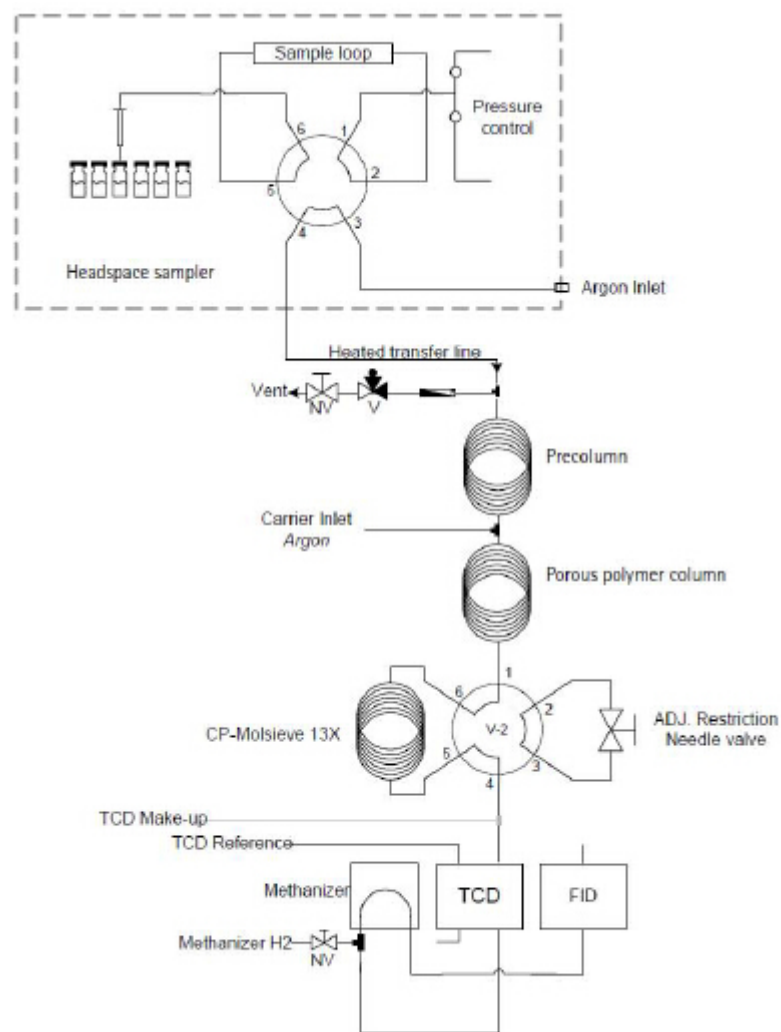 Sample loop
Pressure
control
6
1
5
2
4
3
Headspace sampler
Argon Inlet
Heated transfer line
Vent
NV
V
Precolumn
Carrier Inlet
Argon
Porous polymer column
1
6
2
CP-Molsieve 13X
V-2
ADJ. Restriction
Needle valve
5
3
4
TCD Make-up
TCD Reference
Methanizer
TCD
FID
Methanizer H2
NV